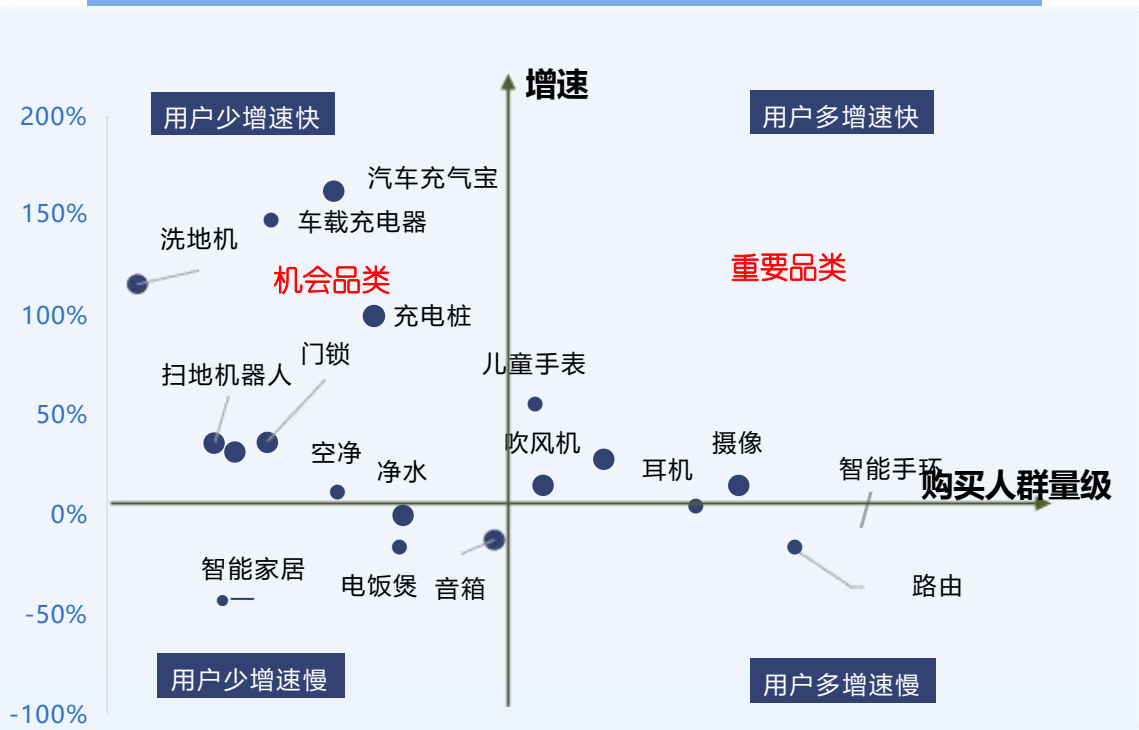 增速
用户少增速快
用户多增速快
200%
汽车充气宝
150%
车载充电器
洗地机
机会品类
重要品类
100%
充电桩
门锁
儿童手表
扫地机器人
50%
吹风机
摄像
空净
净水
耳机
智能手环
购买人群量级
0%
智能家居
电饭煲
音箱
路由
-50%
用户少增速慢
用户多增速慢
-100%